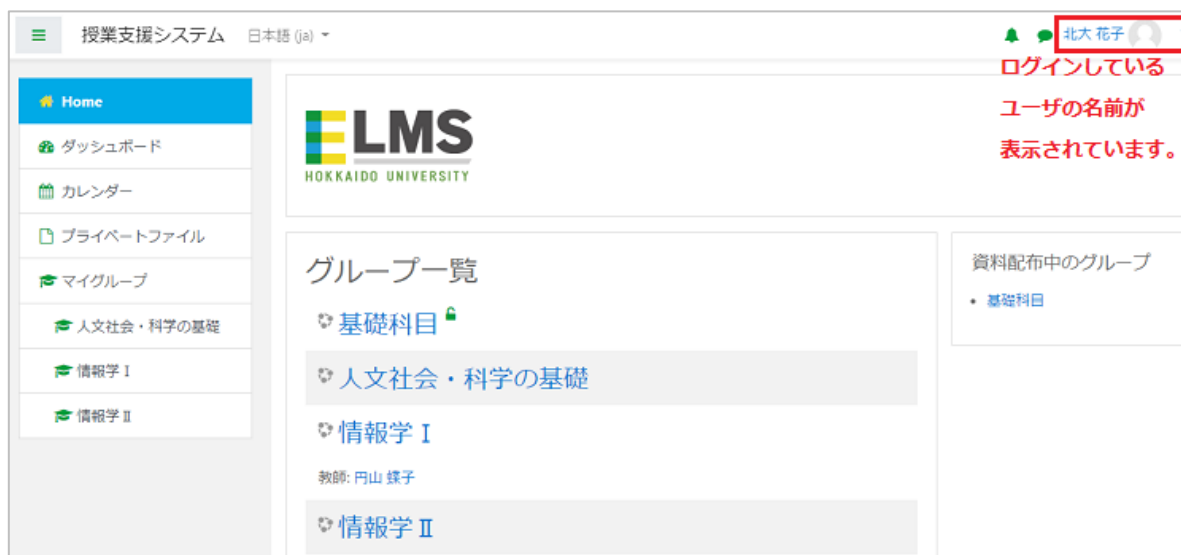 授業支援システム 日本語 (ja)
北大 花子
ログインしている
ユーザの名前が
表示されています。
Home
ダッシュボード
カレンダー
プライベートファイル
マイグループ
人文社会・科学の基礎
情報学Ⅰ
情報学Ⅱ
ELMS
HOKKAIDO UNIVERSITY
グループ一覧
基礎科目
人文社会・科学の基礎
情報学Ⅰ
教師: 円山 蝶子
情報学Ⅱ
資料配布中のグループ
• 基礎科目